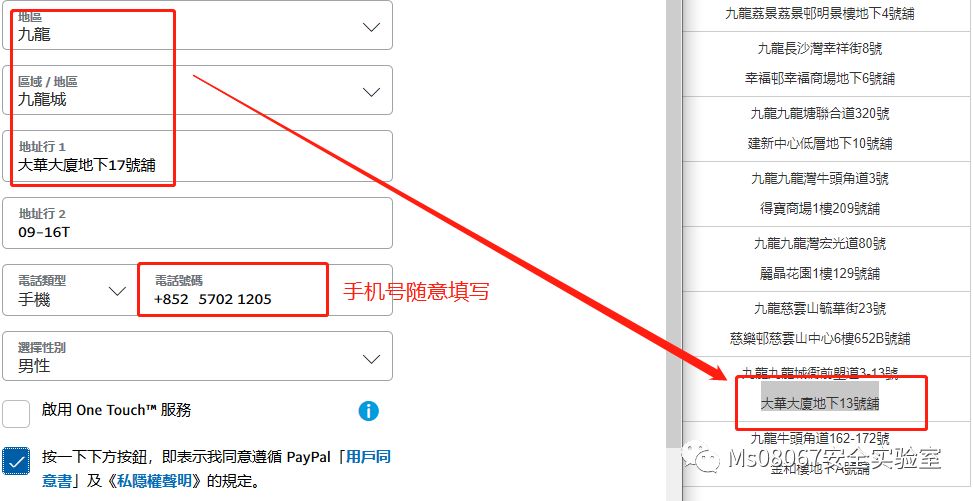 地區
九龍
區域 / 地區
九龍城
地址行 1
大華大廈地下17號舖
地址行 2
09-16T
電話類型
手機
電話號碼
+852 5702 1205
手机号随意填写
選擇性別
男性
啟用 One Touch™ 服務
按一下下方按鈕，即表示我同意遵循 PayPal「用戶同
意書」及《私隱權聲明》的規定。
九龍荔景荔景邨明景樓地下4號舖
九龍長沙灣幸祥街8號
幸福邨幸福商場地下6號舖
九龍九龍塘聯合道320號
建新中心低層地下10號舖
九龍九龍灣牛頭角道3號
得寶商場1樓209號舖
九龍九龍灣宏光道80號
麗晶花園1樓129號舖
九龍慈雲山毓華街23號
慈樂邨慈雲山中心6樓652B號舖
九龍九龍城衙前塱道3-13號
大華大廈地下13號舖
九龍牛頭角道162-172號
金和樓地下A號舖
Ms08067安全实验室